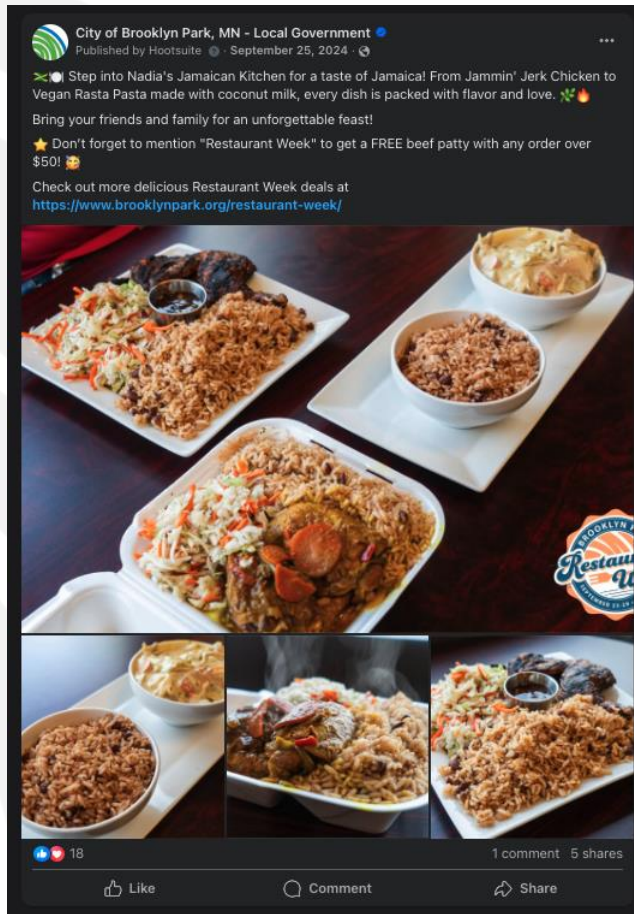 City of Brooklyn Park, MN - Local Government
Published by Hootsuite · September 25, 2024 ·
Step into Nadia's Jamaican Kitchen for a taste of Jamaica! From Jammin' Jerk Chicken to
Vegan Rasta Pasta made with coconut milk, every dish is packed with flavor and love. 🌿🔥
Bring your friends and family for an unforgettable feast!
⭐ Don't forget to mention "Restaurant Week" to get a FREE beef patty with any order over
$50! 🥰
Check out more delicious Restaurant Week deals at
https://www.brooklynpark.org/restaurant-week/
BROOKLYN P
Restau
W
SEPTEMBER
18
1 comment 5 shares
Like
Comment
Share